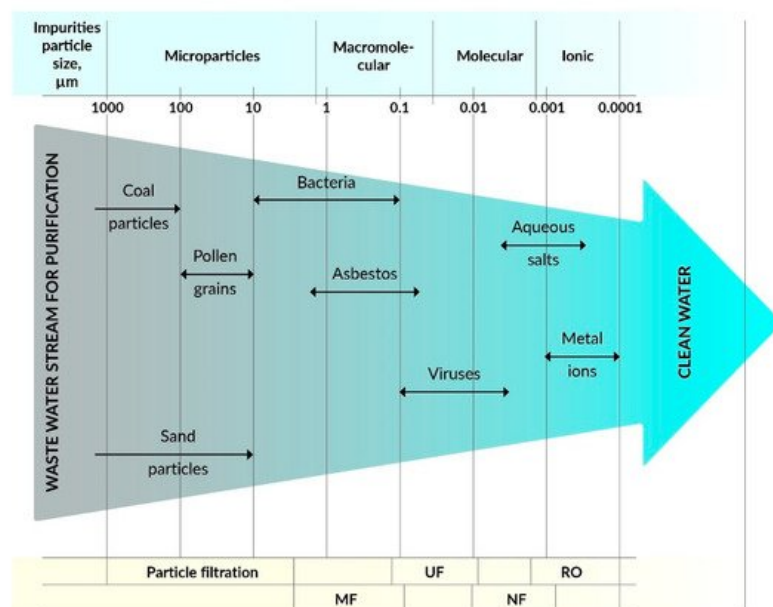 Impurities
particle
size,
μm
Microparticles
Macromole-
cular
Molecular
Ionic
1000 100 10 1 0.1 0.01 0.001 0.0001
WASTE WATER STREAM FOR PURIFICATION
Coal
particles
Bacteria
Aqueous
salts
Pollen
grains
Asbestos
Metal
ions
Viruses
Sand
particles
CLEAN WATER
Particle filtration UF RO
MF NF